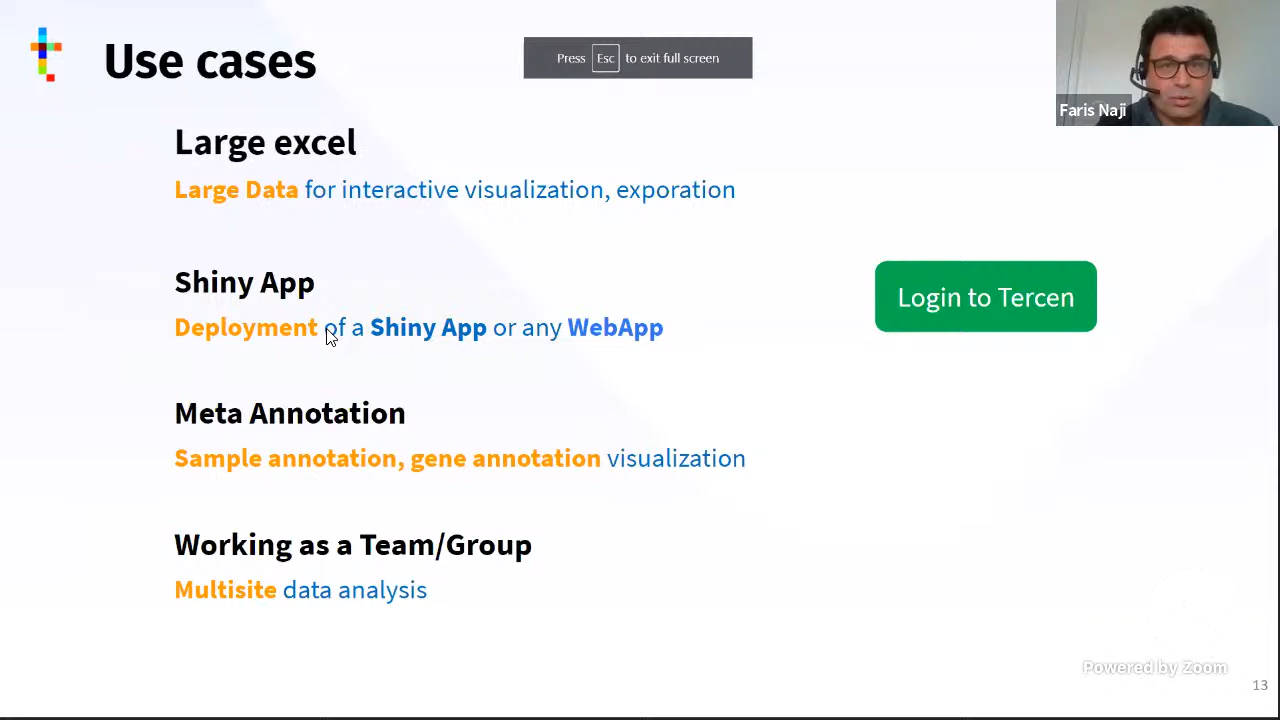 Use cases
Press Esc to exit full screen
Faris Naji
Large excel
Large Data for interactive visualization, exporation
Shiny App
Deployment of a Shiny App or any WebApp
Login to Tercen
Meta Annotation
Sample annotation, gene annotation visualization
Working as a Team/Group
Multisite data analysis
Powered by Zoom
13